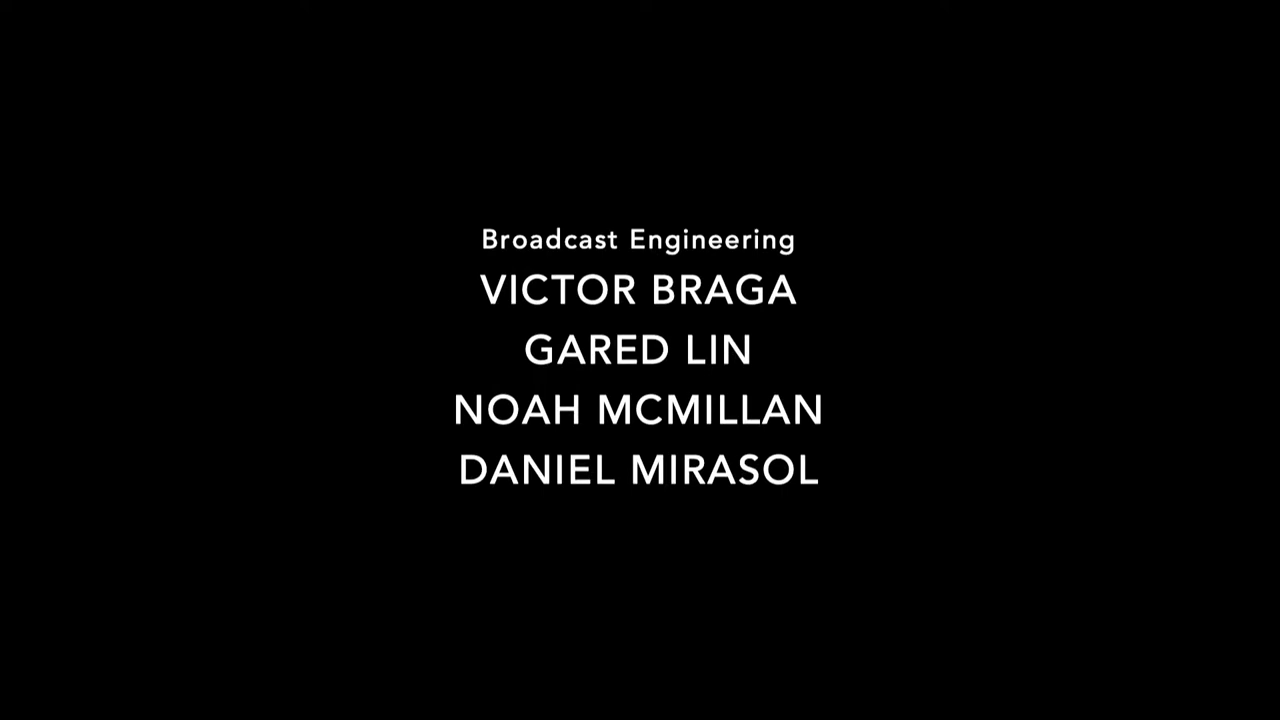 Broadcast Engineering
VICTOR BRAGA
GARED LIN
NOAH MCMILLAN
DANIEL MIRASOL